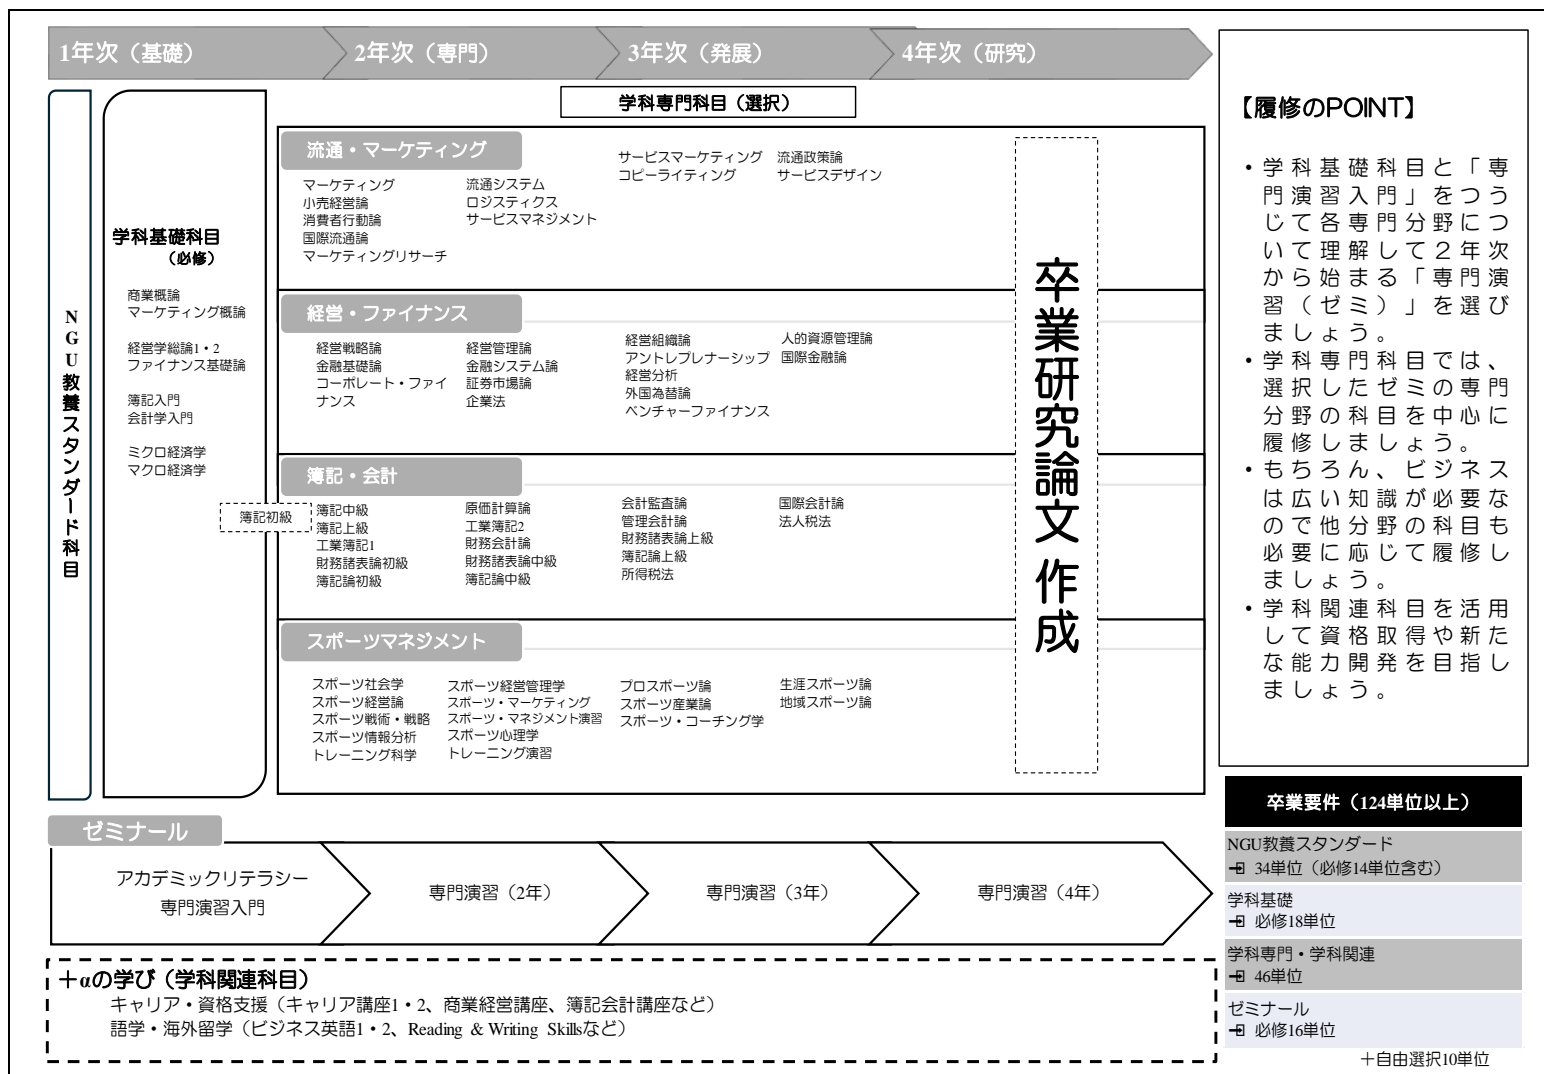 1年次（基礎）
2年次（専門）
3年次（発展）
4年次（研究）
NGU教養スタンダード科目
学科基礎科目
（必修）
商業概論
マーケティング概論
経営学総論1・2
ファイナンス基礎論
簿記入門
会計学入門
ミクロ経済学
マクロ経済学
簿記初級
学科専門科目（選択）
流通・マーケティング
マーケティング
小売経営論
消費者行動論
国際流通論
マーケティングリサーチ
流通システム
ロジスティクス
サービスマネジメント
サービスマーケティング
コピーライティング
流通政策論
サービスデザイン
経営・ファイナンス
経営戦略論
金融基礎論
コーポレート・ファイ
ナンス
経営管理論
金融システム論
証券市場論
企業法
経営組織論
アントレプレナーシップ
経営分析
外国為替論
ベンチャーファイナンス
人的資源管理論
国際金融論
簿記・会計
簿記中級
簿記上級
工業簿記1
財務諸表論初級
簿記論初級
原価計算論
工業簿記2
財務会計論
財務諸表論中級
簿記論中級
会計監査論
管理会計論
財務諸表論上級
簿記論上級
所得税法
国際会計論
法人税法
スポーツマネジメント
スポーツ社会学
スポーツ経営論
スポーツ戦術・戦略
スポーツ情報分析
トレーニング科学
スポーツ経営管理学
スポーツ・マーケティング
スポーツ・マネジメント演習
スポーツ心理学
トレーニング演習
プロスポーツ論
スポーツ産業論
スポーツ・コーチング学
生涯スポーツ論
地域スポーツ論
卒業研究論文 作成
ゼミナール
アカデミックリテラシー
専門演習入門
専門演習（2年）
専門演習（3年）
専門演習（4年）
＋αの学び（学科関連科目）
キャリア・資格支援（キャリア講座1・2、商業経営講座、簿記会計講座など）
語学・海外留学（ビジネス英語1・2、Reading & Writing Skillsなど）
【履修のPOINT】
・学科基礎科目と「専
門演習入門」をつう
じて各専門分野につ
いて理解して２年次
から始まる「専門演
習（ゼミ）」を選び
ましょう。
・学科専門科目では、
選択したゼミの専門
分野の科目を中心に
履修しましょう。
・もちろん、ビジネス
は広い知識が必要な
ので他分野の科目も
必要に応じて履修し
ましょう。
・学科関連科目を活用
して資格取得や新た
な能力開発を目指し
ましょう。
卒業要件（124単位以上）
NGU教養スタンダード
34単位（必修14単位含む）
学科基礎
必修18単位
学科専門・学科関連
46単位
ゼミナール
必修16単位
＋自由選択10単位